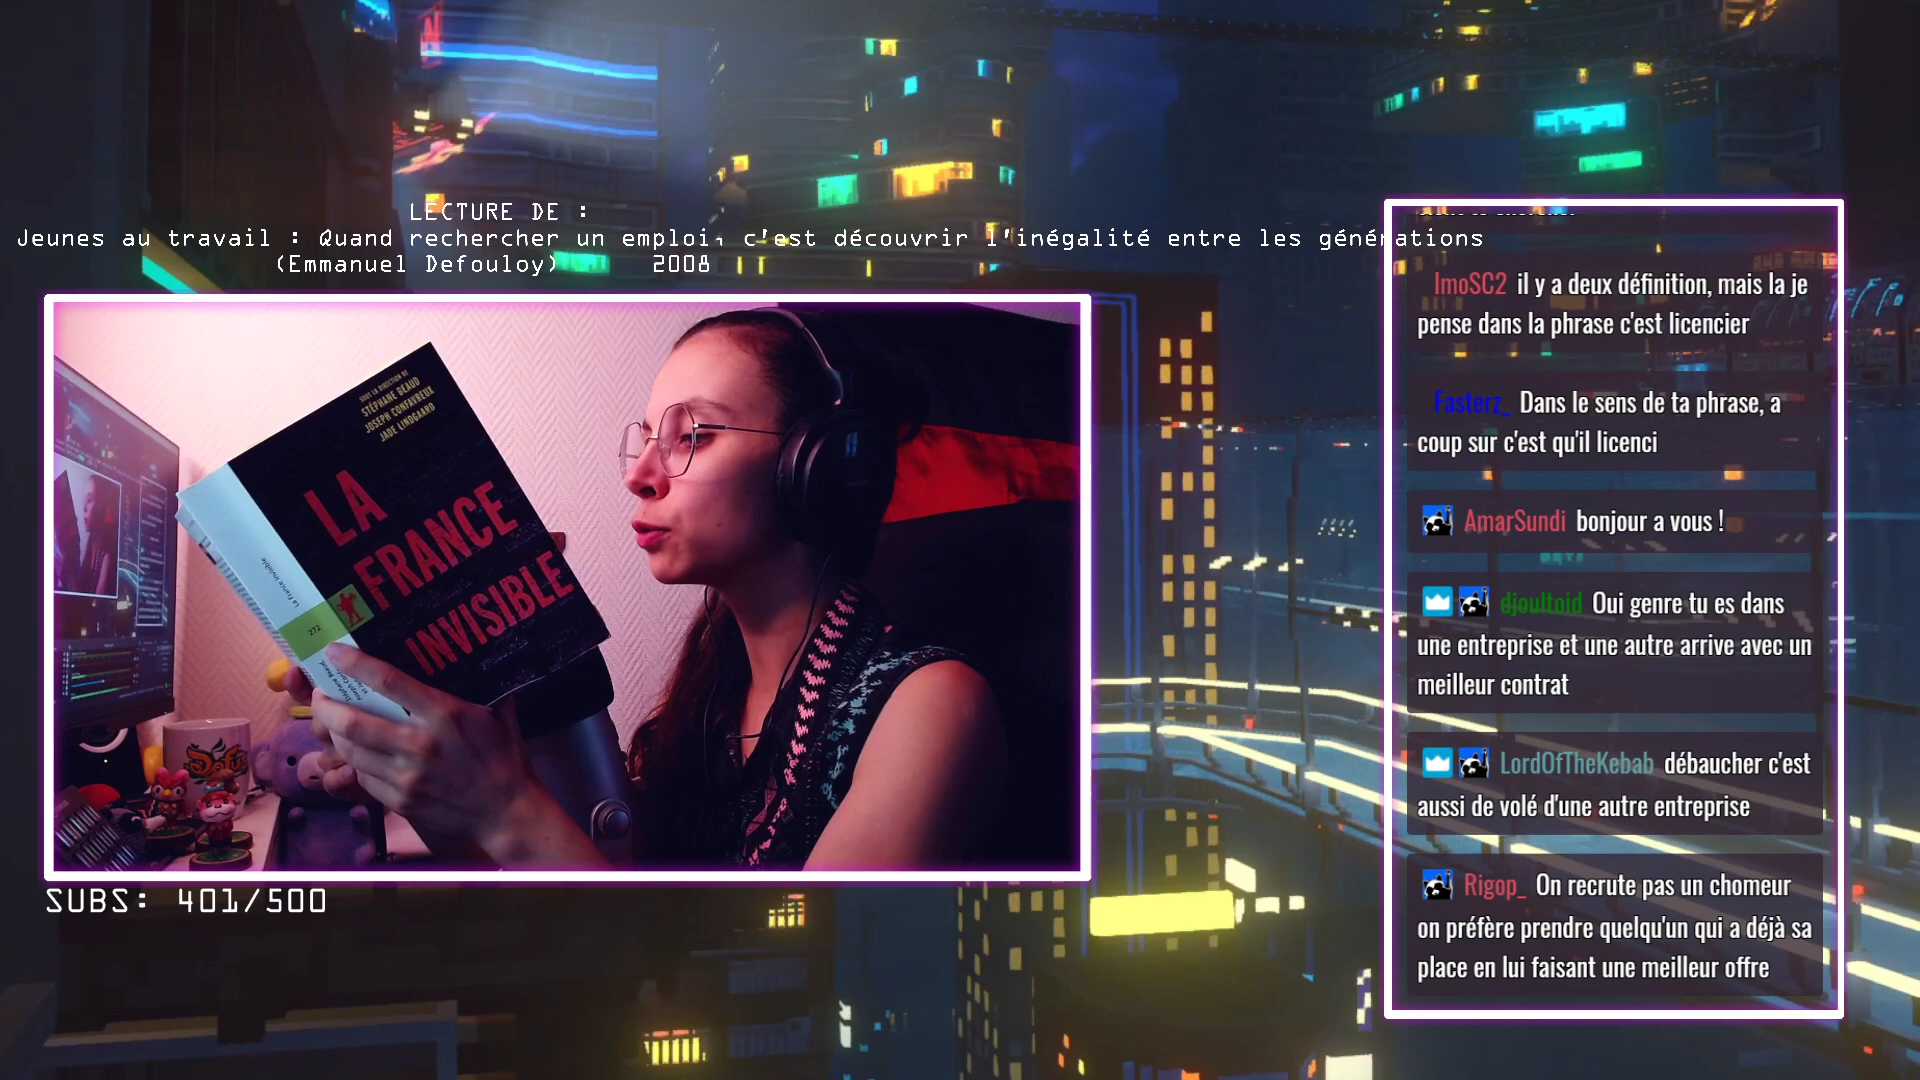 LECTURE DE :
Jeunes au travail : Quand rechercher un emploi, c'est découvrir l'inégalité entre les générations
(Emmanuel Defouloy) 2008
SOUS LA DIRECTION DE
STÉPHANE BEAUD
JOSEPH CONFAVREUX
JADE LINDGAARD
LA
FRANCE
INVISIBLE
La France invisible
272
SUBS: 401/500
ImoSC2 il y a deux définition, mais la je
pense dans la phrase c'est licencier
Fasterz_ Dans le sens de ta phrase, a
coup sur c'est qu'il licenci
AmarSundi bonjour a vous !
djoultoid Oui genre tu es dans
une entreprise et une autre arrive avec un
meilleur contrat
LordOfTheKebab débaucher c'est
aussi de volé d'une autre entreprise
Rigop_ On recrute pas un chomeur
on préfère prendre quelqu'un qui a déjà sa
place en lui faisant une meilleur offre